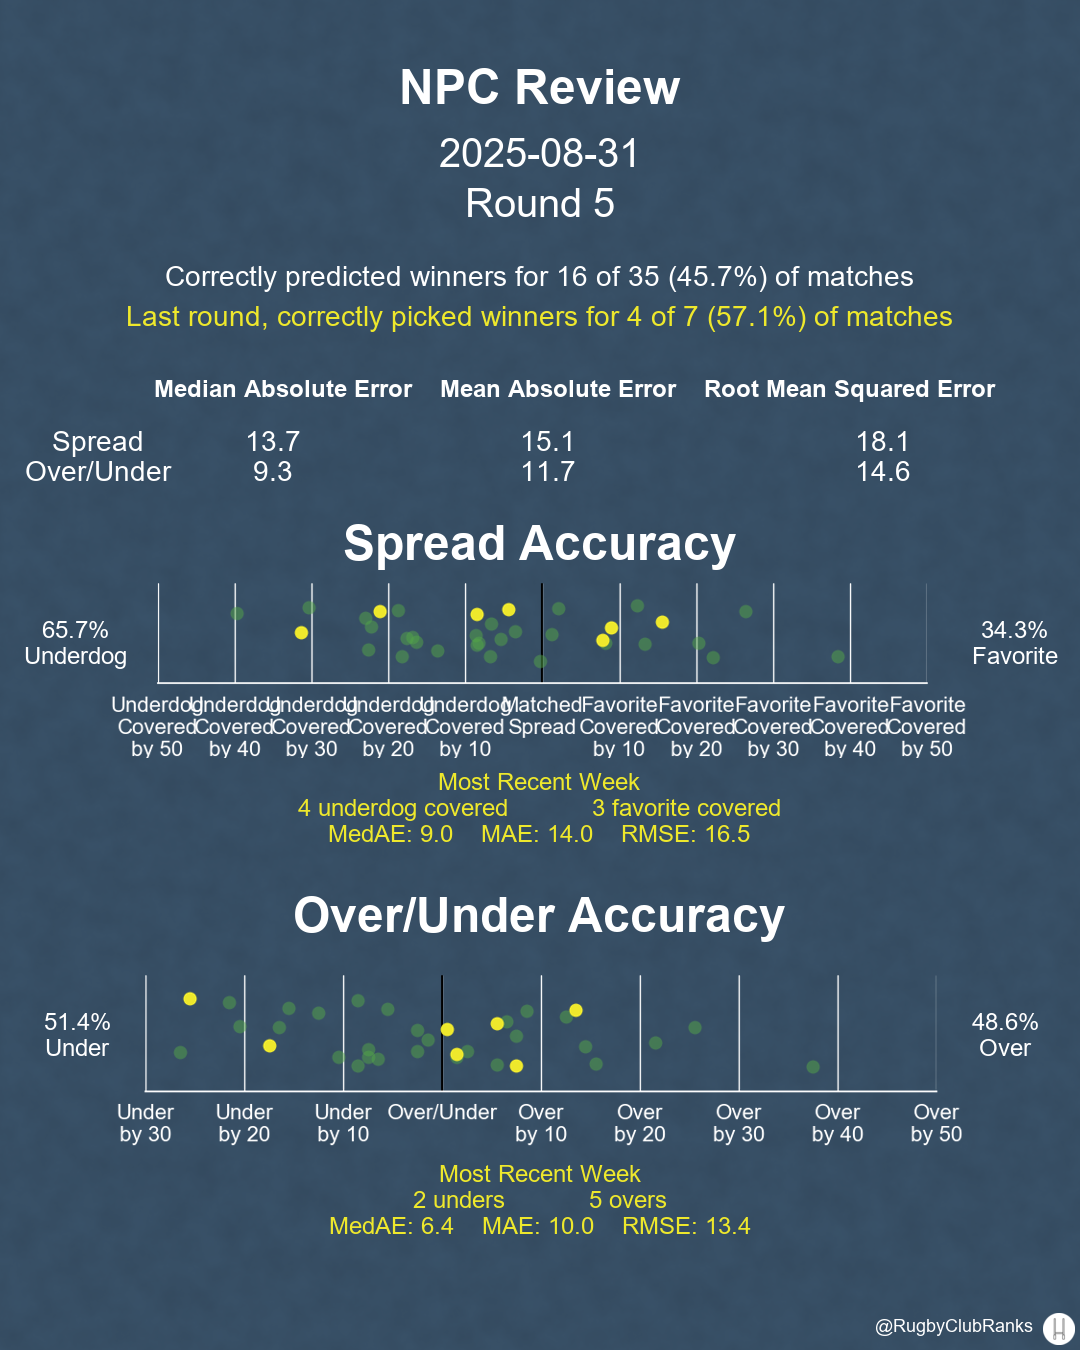 NPC Review
2025-08-31
Round 5
Correctly predicted winners for 16 of 35 (45.7%) of matches
Last round, correctly picked winners for 4 of 7 (57.1%) of matches
Median Absolute Error Mean Absolute Error Root Mean Squared Error
Spread 13.7 15.1 18.1
Over/Under 9.3 11.7 14.6
Spread Accuracy
65.7% 34.3%
Underdog Favorite
Underdog Underdog Underdog Underdog Underdog Matched Favorite Favorite Favorite Favorite Favorite
Covered Covered Covered Covered Covered Spread Covered Covered Covered Covered Covered
by 50 by 40 by 30 by 20 by 10 by 10 by 20 by 30 by 40 by 50
Most Recent Week
4 underdog covered 3 favorite covered
MedAE: 9.0 MAE: 14.0 RMSE: 16.5
Over/Under Accuracy
51.4% 48.6%
Under Over
Under Under Under Over/Under Over Over Over Over Over
by 30 by 20 by 10 by 10 by 20 by 30 by 40 by 50
Most Recent Week
2 unders 5 overs
MedAE: 6.4 MAE: 10.0 RMSE: 13.4
@RugbyClubRanks